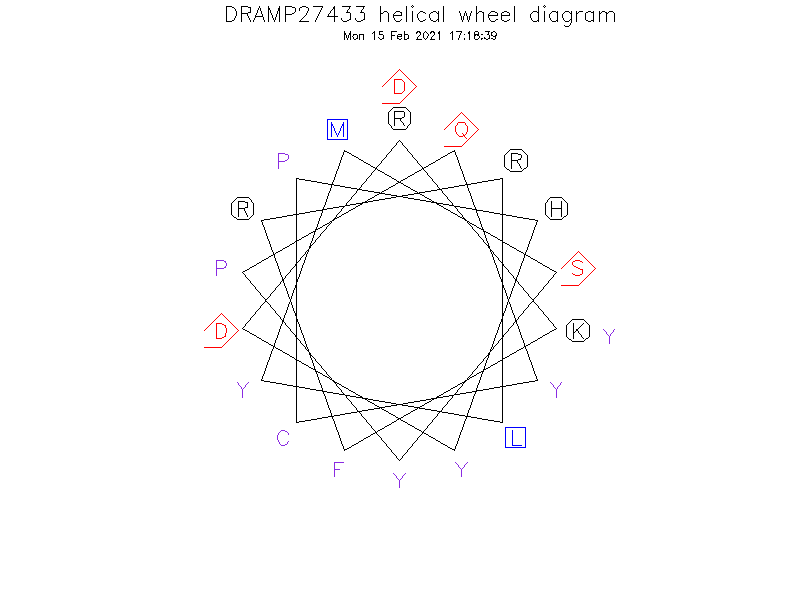 DRAMP27433 helical wheel diagram
Mon 15 Feb 2021 17:18:39
D
M R Q
P R
R H
P S
D K Y
Y Y
C L
F Y
Y